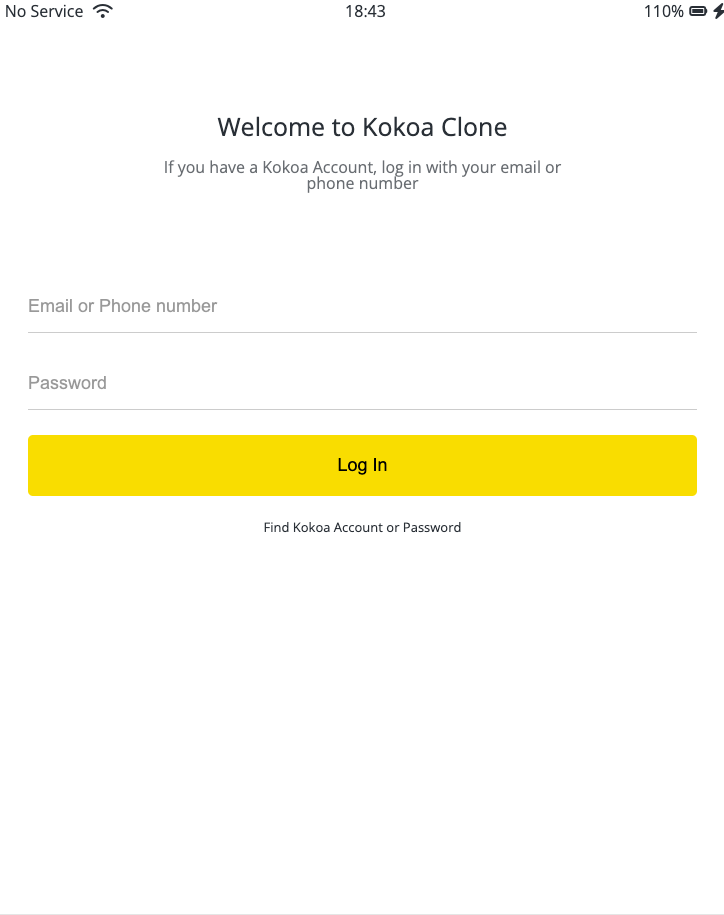 No Service 18:43 110%
Welcome to Kokoa Clone
If you have a Kokoa Account, log in with your email or
phone number
Email or Phone number
Password
Log In
Find Kokoa Account or Password